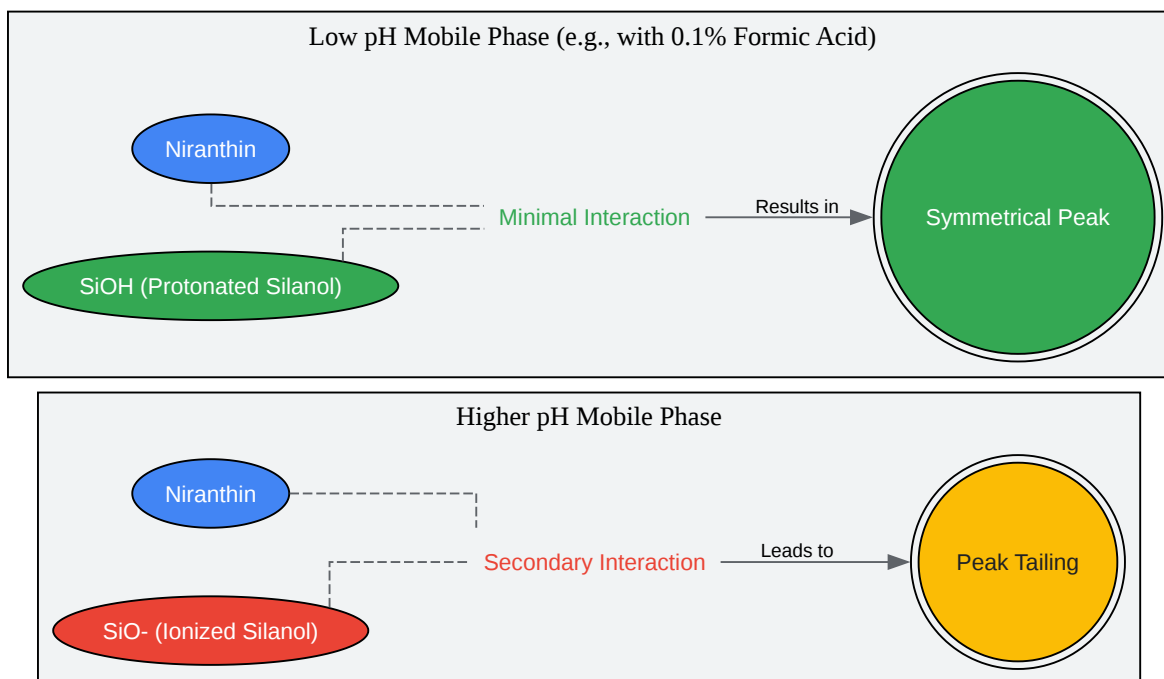 Low pH Mobile Phase (e.g., with 0.1% Formic Acid)
Niranthin
Minimal Interaction
Results in
Symmetrical Peak
SiOH (Protonated Silanol)
Higher pH Mobile Phase
Niranthin
Secondary Interaction
Leads to
Peak Tailing
SiO- (Ionized Silanol)